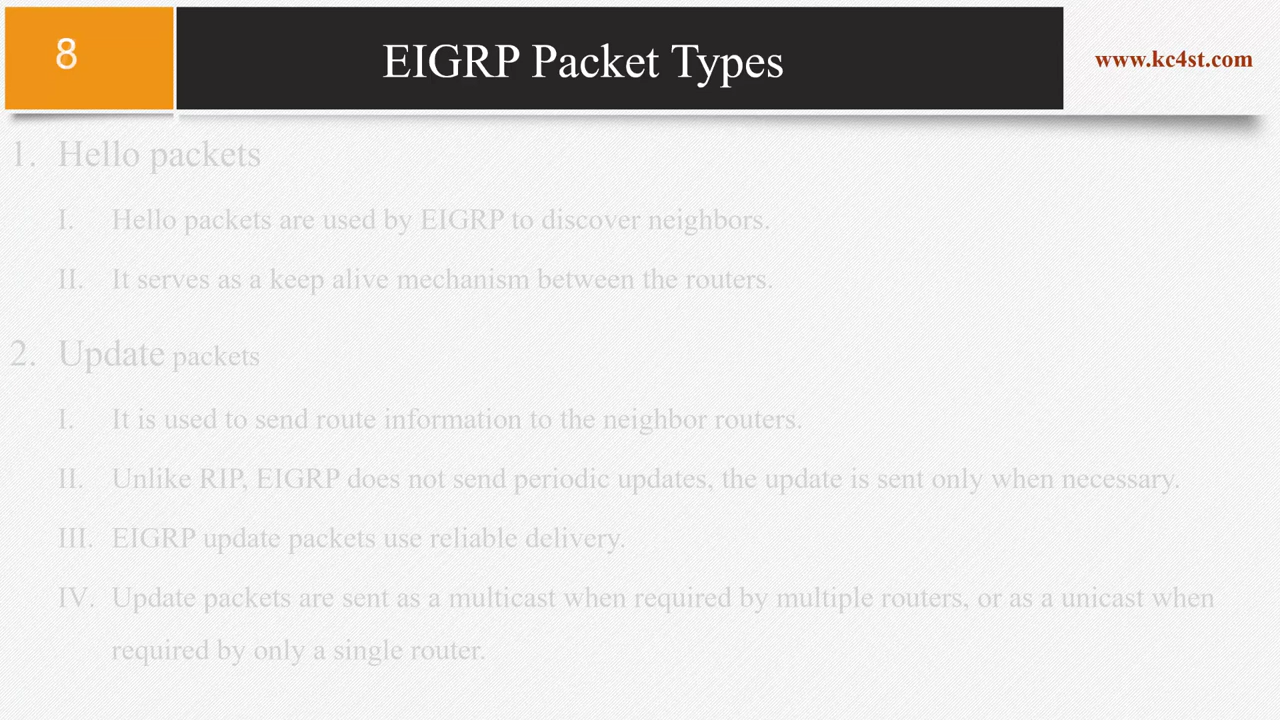 8
EIGRP Packet Types
www.kc4st.com
1. Hello packets
I. Hello packets are used by EIGRP to discover neighbors.
II. It serves as a keep alive mechanism between the routers.
2. Update packets
I. It is used to send route information to the neighbor routers.
II. Unlike RIP, EIGRP does not send periodic updates, the update is sent only when necessary.
III. EIGRP update packets use reliable delivery.
IV. Update packets are sent as a multicast when required by multiple routers, or as a unicast when
required by only a single router.